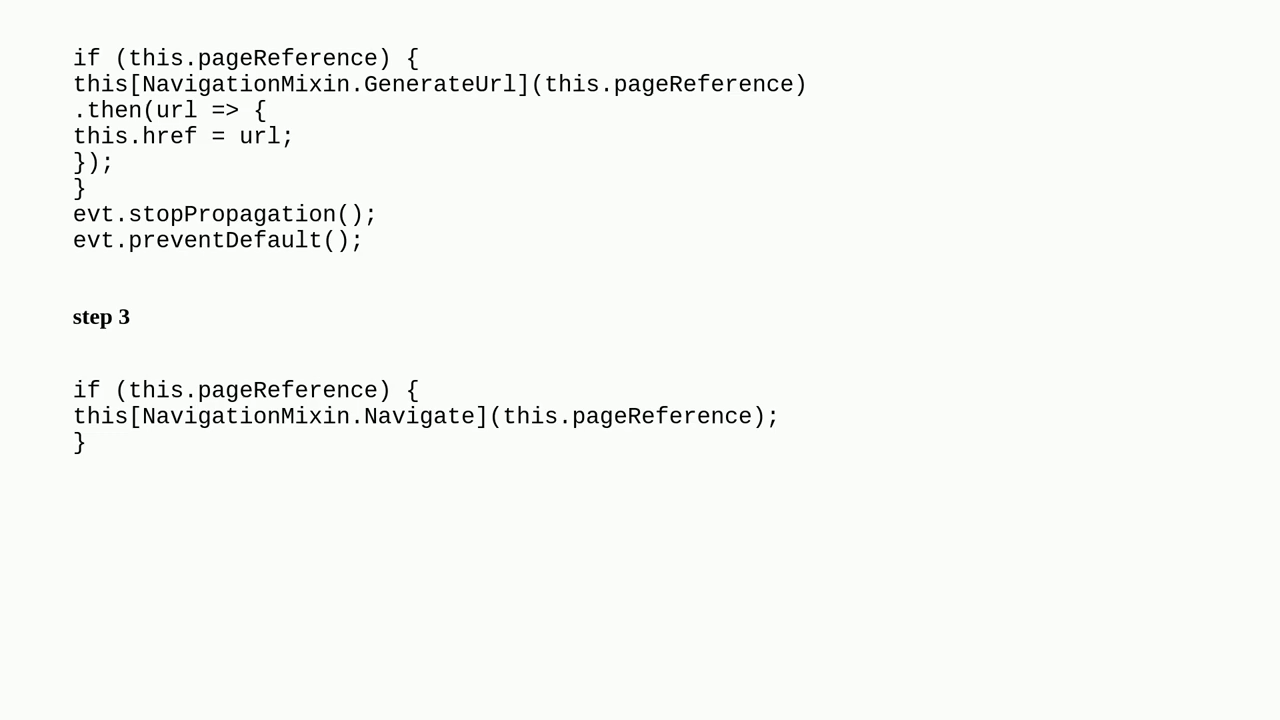 if (this.pageReference) {
this[NavigationMixin.GenerateUrl](this.pageReference)
.then(url => {
this.href = url;
});
}
evt.stopPropagation();
evt.preventDefault();
step 3
if (this.pageReference) {
this[NavigationMixin.Navigate](this.pageReference);
}